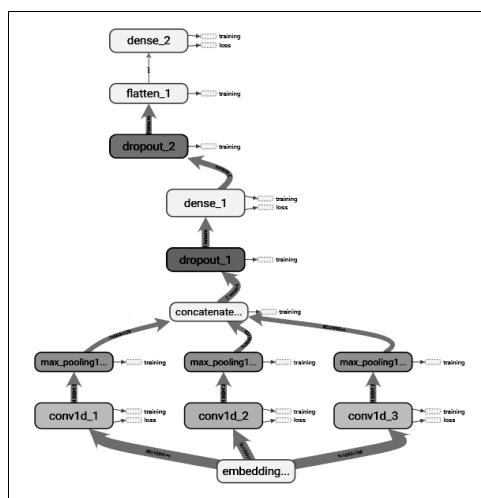 dense_2
training
loss
flatten_1
training
dropout_2
training
dense_1
training
loss
dropout_1
training
concatenate...
training
max_pooling1...
training
max_pooling1...
training
max_pooling1...
training
conv1d_1
training
loss
conv1d_2
training
loss
conv1d_3
training
loss
embedding...